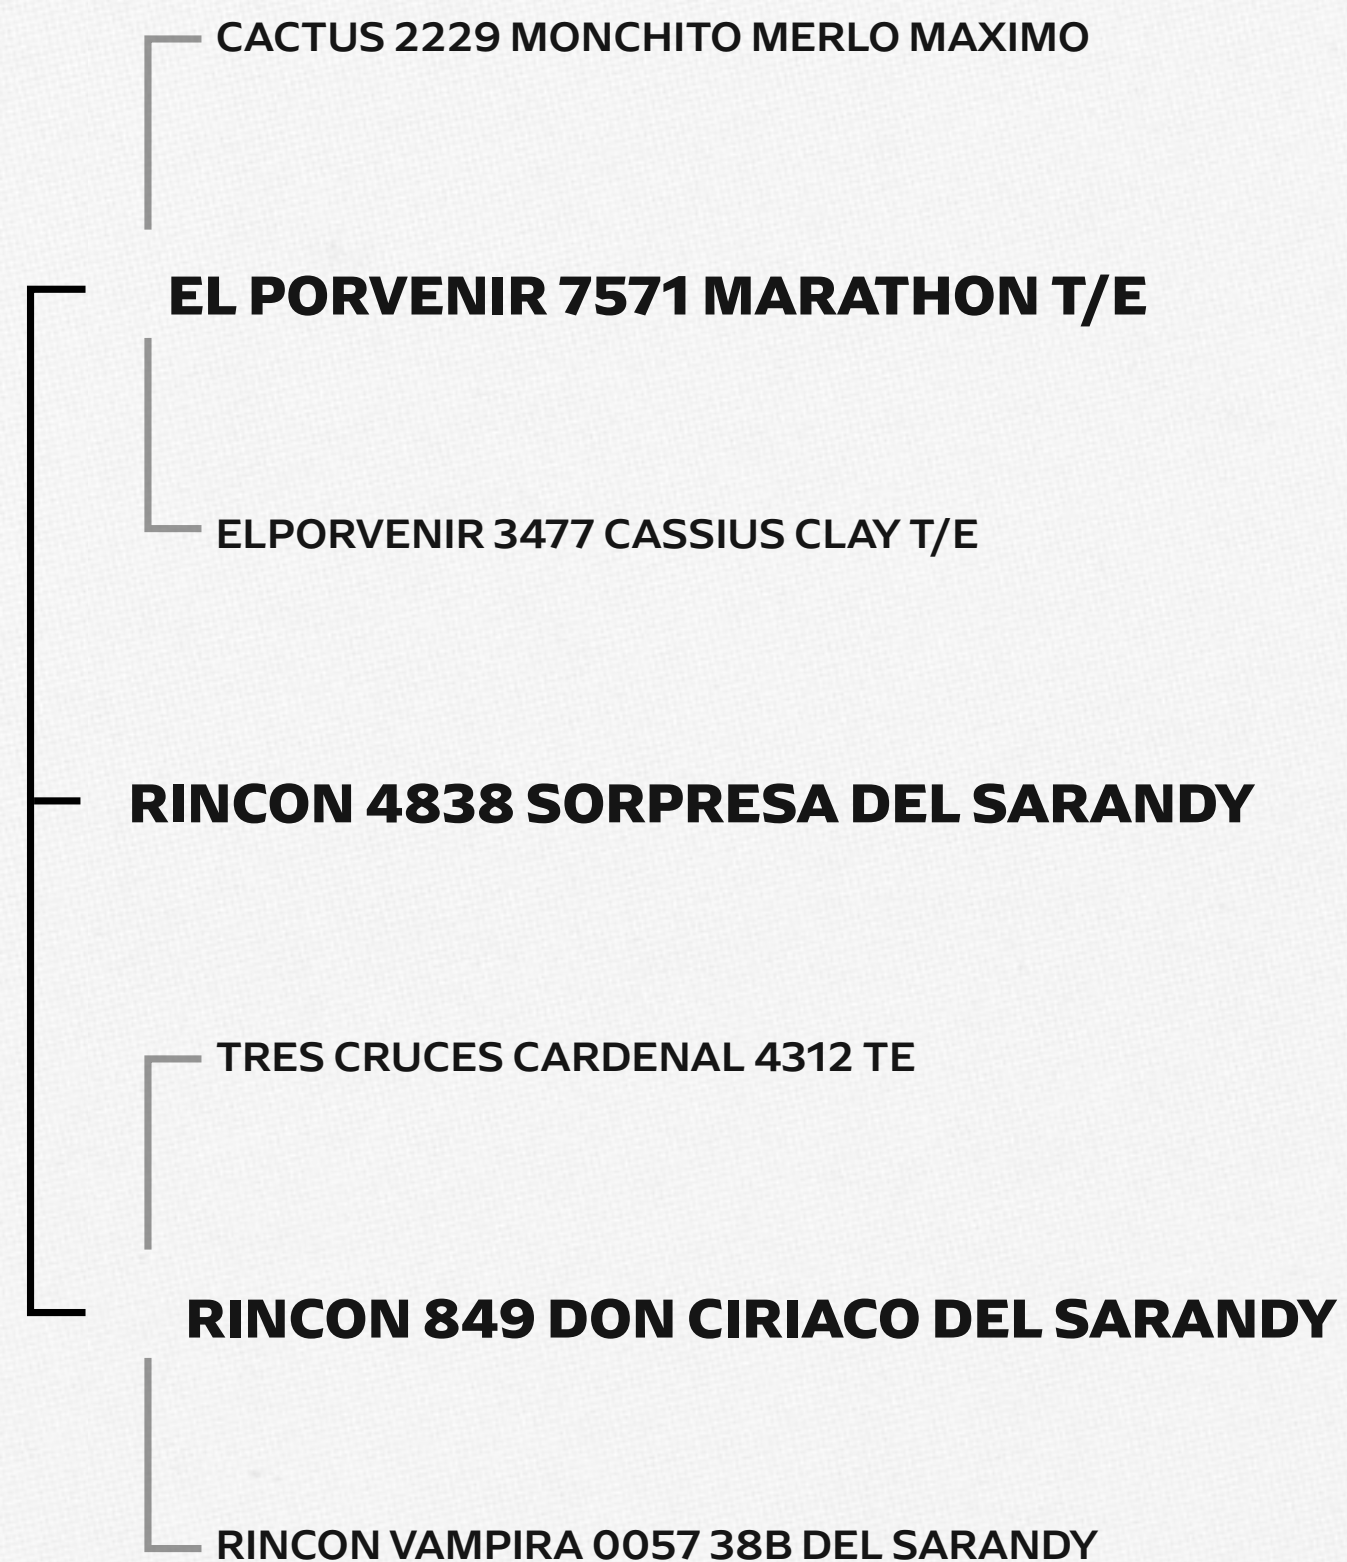 CACTUS 2229 MONCHITO MERLO MAXIMO
EL PORVENIR 7571 MARATHON T/E
ELPORVENIR 3477 CASSIUS CLAY T/E
RINCON 4838 SORPRESA DEL SARANDY
TRES CRUCES CARDENAL 4312 TE
RINCON 849 DON CIRIACO DEL SARANDY
RINCON VAMPIRA 0057 38B DEL SARANDY